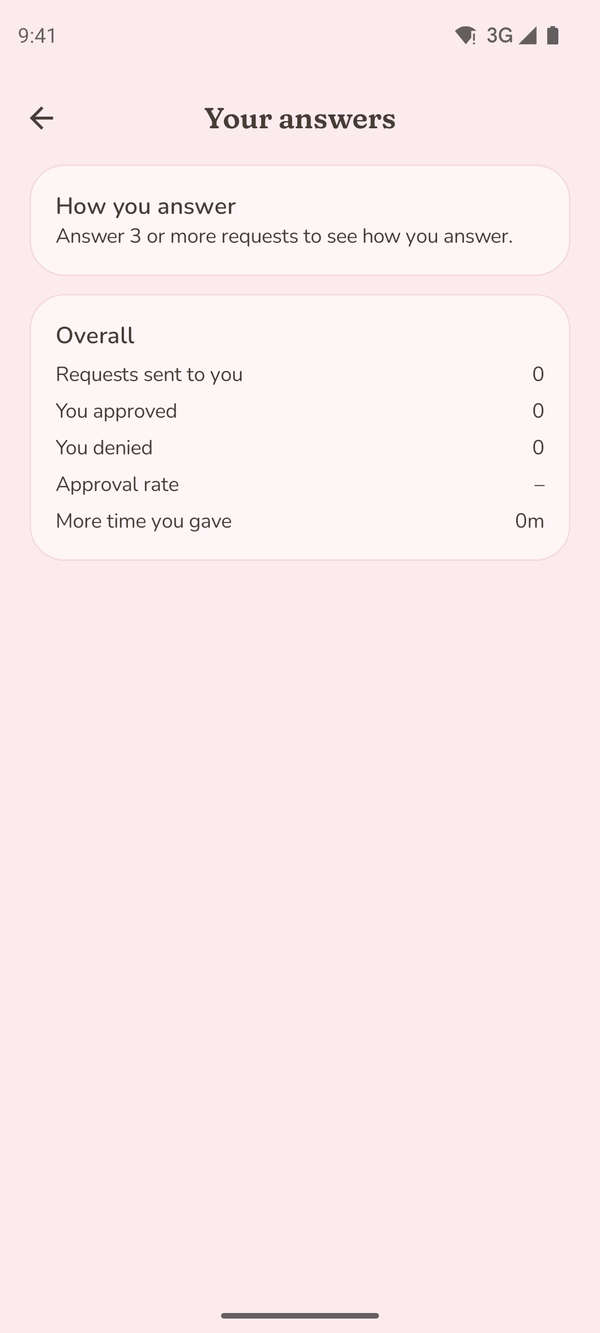 9:41
3G
Your answers
How you answer
Answer 3 or more requests to see how you answer.
Overall
Requests sent to you 0
You approved 0
You denied 0
Approval rate –
More time you gave 0m